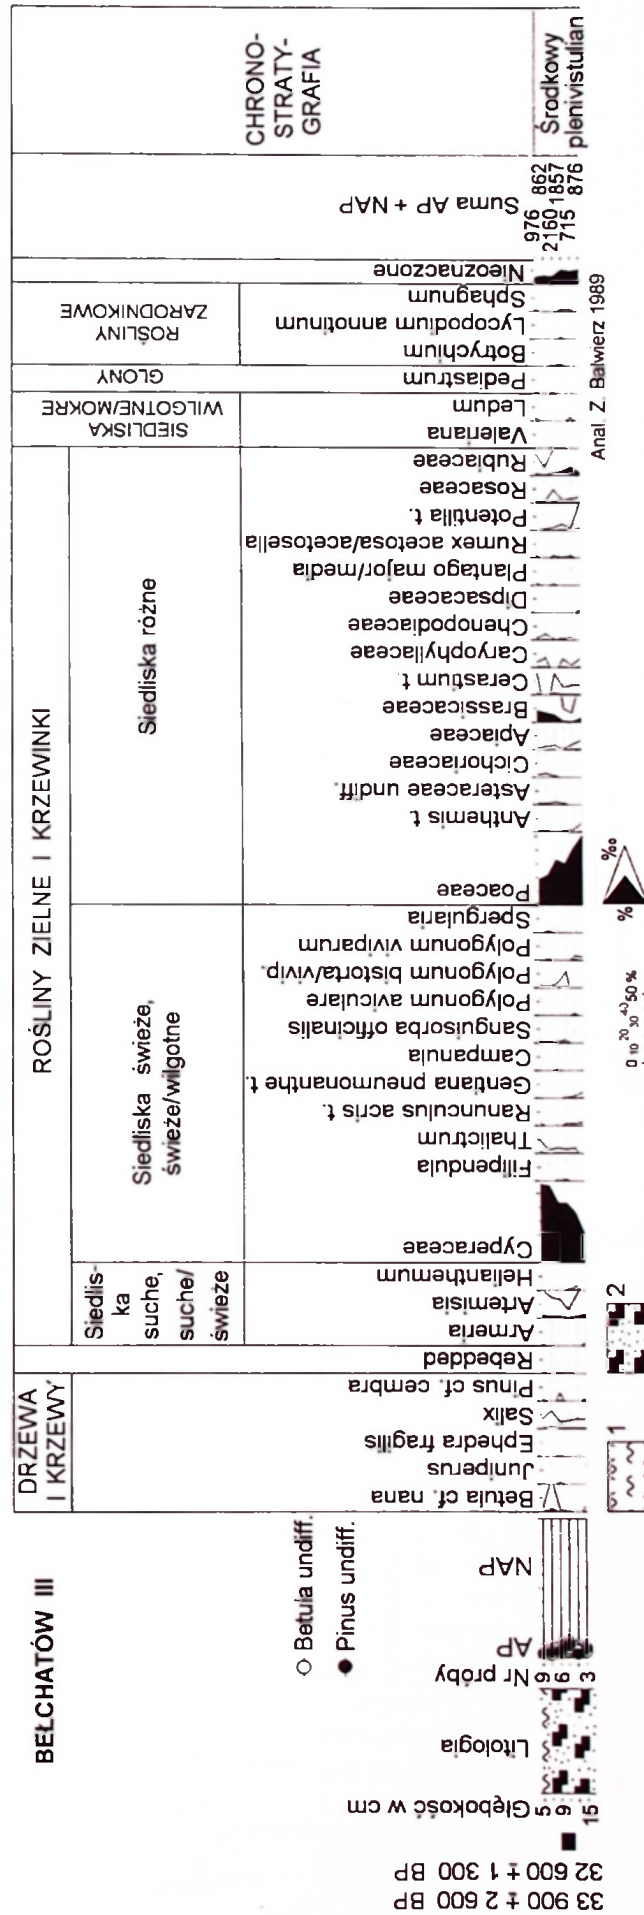 BEŁCHATÓW III
33 900 ± 2 600 BP
32 600 ± 1 300 BP
Głębokość w cm
5
9
15
Litologia
Nr próby
9
6
3
AP
NAP
○ Betula undiff.
● Pinus undiff.
DRZEWA
I KRZEWY
Betula cf. nana
Juniperus
Ephedra fragilis
Salix
Pinus cf. cembra
Rebedded
ROŚLINY ZIELNE I KRZEWINKI
Siedlis-
ka
suche,
suche/
świeże
Armeria
Artemisia
Helianthemum
Siedliska świeże,
świeże/wilgotne
Cyperaceae
Filipendula
Thalictrum
Ranunculus acris t.
Gentiana pneumonanthe t.
Campanula
Sanguisorba officinalis
Polygonum aviculare
Polygonum bistorta/vivip.
Polygonum viviparum
Spergularia
Siedliska różne
Poaceae
Anthemis t.
Asteraceae undiff.
Cichoriaceae
Apiaceae
Brassicaceae
Cerastium t.
Caryophyllaceae
Chenopodiaceae
Dipsacaceae
Plantago major/media
Rumex acetosa/acetosella
Potentilla t.
Rosaceae
Rubiaceae
SIEDLISKA
WILGOTNE/MOKRE
Valeriana
Ledum
GLONY
Pediastrum
ROŚLINY
ZARODNIKOWE
Botrychium
Lycopodium annotinum
Sphagnum
Nieoznaczone
Suma AP + NAP
976
862
2160
1857
715
876
CHRONO-
STRATY-
GRAFIA
Środkowy
plenivistulian
1
2
0 10 20 30 40 50 %
% ‰
Anal. Z. Balwierz 1989